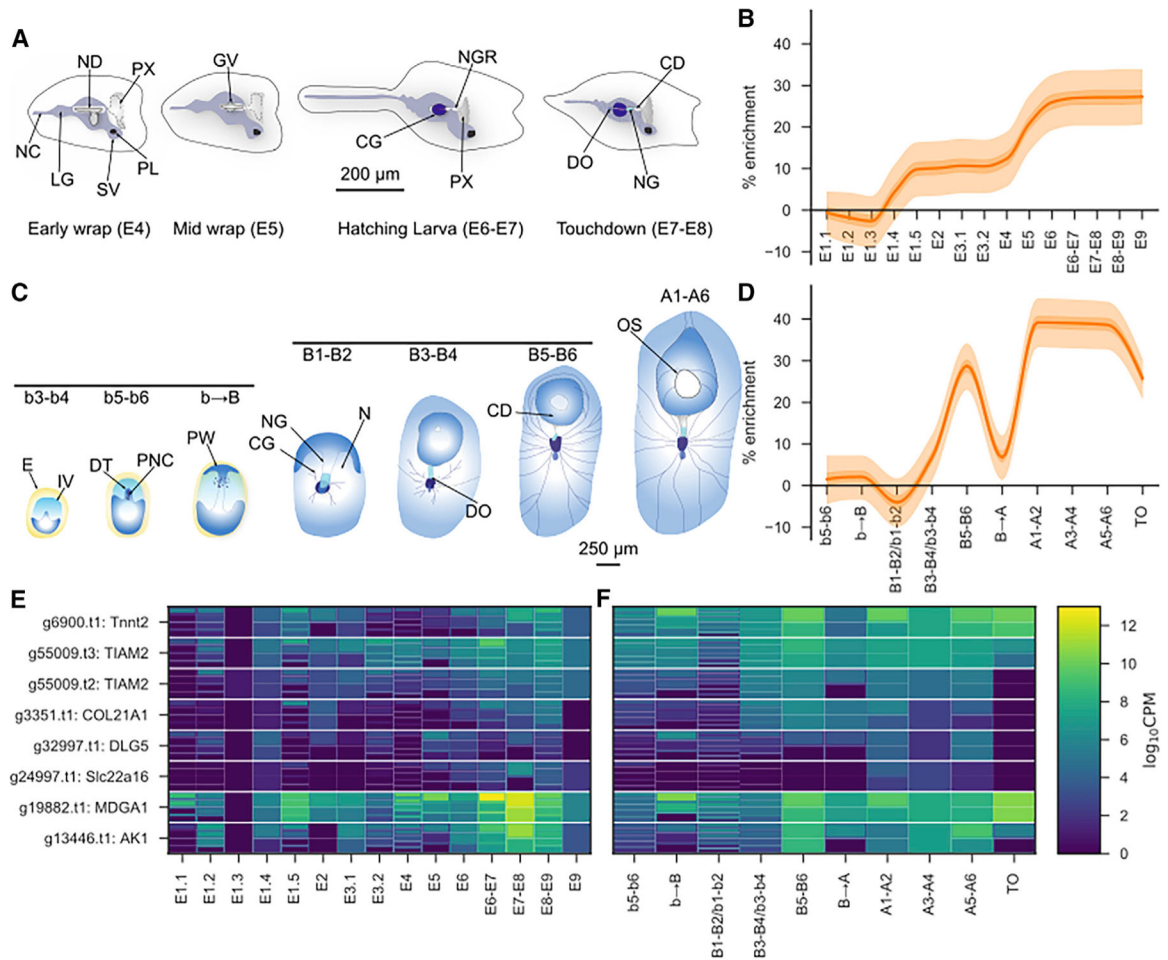 A
ND
PX
GV
NGR
CD
NC
LG
SV
PL
CG
PX
DO
NG
200 µm
Early wrap (E4)
Mid wrap (E5)
Hatching Larva (E6-E7)
Touchdown (E7-E8)
B
% enrichment
40
30
20
10
0
−10
E1.1
E1.2
E1.3
E1.4
E1.5
E2
E3.1
E3.2
E4
E5
E6
E6-E7
E7-E8
E8-E9
E9
C
b3-b4
b5-b6
b→B
B1-B2
B3-B4
B5-B6
A1-A6
E
IV
DT
PNC
PW
NG
CG
N
DO
CD
OS
250 µm
D
% enrichment
40
30
20
10
0
−10
b5-b6
b→B
B1-B2/b1-b2
B3-B4/b3-b4
B5-B6
B→A
A1-A2
A3-A4
A5-A6
TO
E
g6900.t1: Tnnt2
g55009.t3: TIAM2
g55009.t2: TIAM2
g3351.t1: COL21A1
g32997.t1: DLG5
g24997.t1: Slc22a16
g19882.t1: MDGA1
g13446.t1: AK1
E1.1
E1.2
E1.3
E1.4
E1.5
E2
E3.1
E3.2
E4
E5
E6
E6-E7
E7-E8
E8-E9
E9
F
b5-b6
b→B
B1-B2/b1-b2
B3-B4/b3-b4
B5-B6
B→A
A1-A2
A3-A4
A5-A6
TO
12
10
8
6
4
2
0
log₁₀CPM